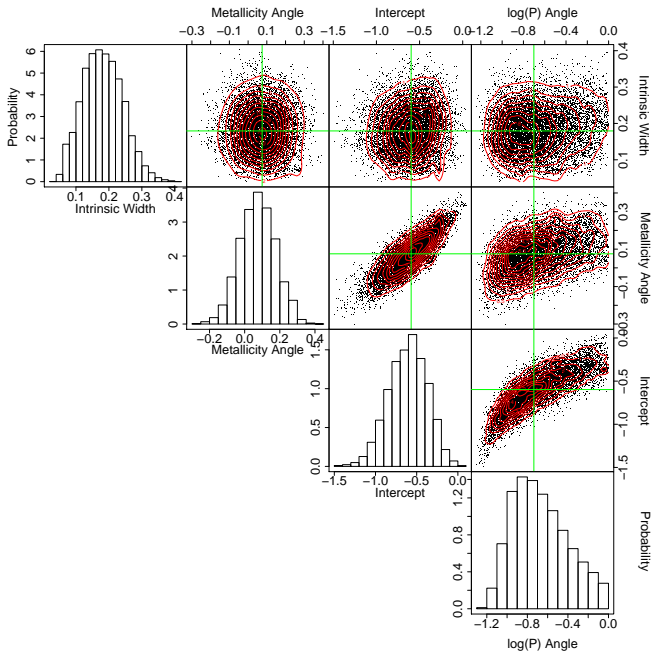 Metallicity Angle Intercept log(P) Angle
−0.3 −0.1 0.1 0.3 −1.5 −1.0 −0.5 0.0 −1.2 −0.8 −0.4 0.0
Probability
0 1 2 3 4 5 6
0.1 0.2 0.3 0.4
Intrinsic Width
0.1 0.2 0.3 0.4
Intrinsic Width
0 1 2 3 4
−0.2 0.0 0.2 0.4
Metallicity Angle
−0.3 −0.1 0.1 0.3
Metallicity Angle
0.0 0.5 1.0 1.5
−1.5 −1.0 −0.5 0.0
Intercept
−1.5 −1.0 −0.5 0.0
Intercept
0.0 0.4 0.8 1.2
Probability
−1.2 −0.8 −0.4 0.0
log(P) Angle